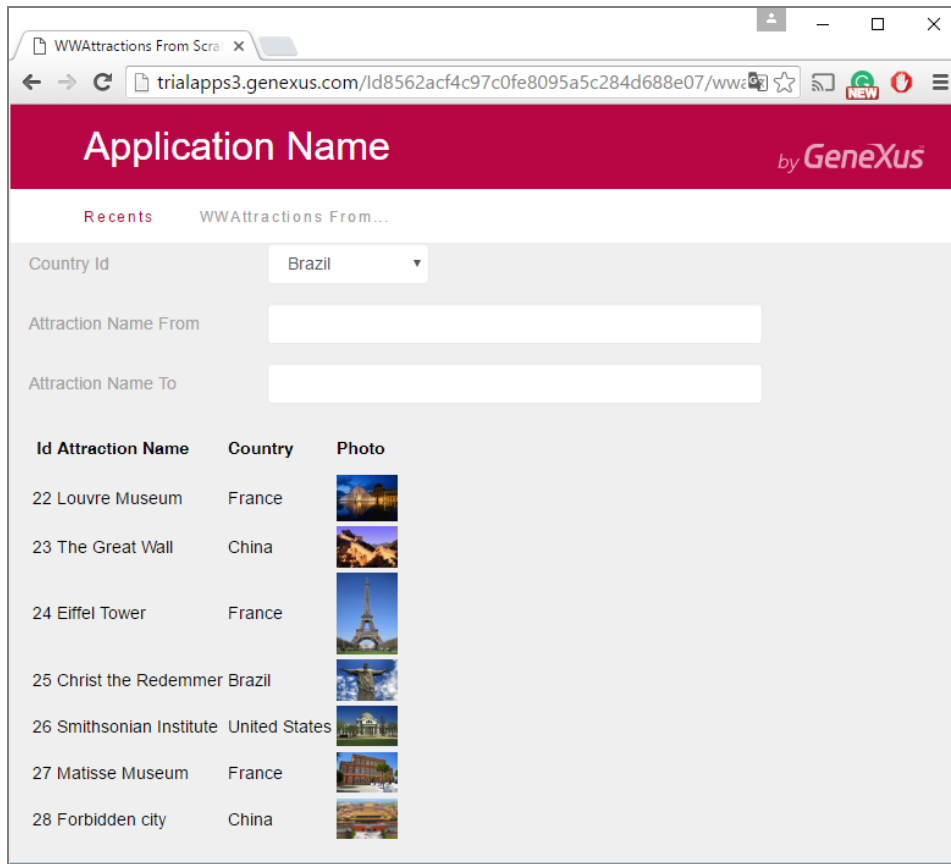 WWAttractions From Scra
trialapps3.genexus.com/Id8562acf4c97c0fe8095a5c284d688e07/wwa
NEW
Application Name
by GeneXus
Recents WWAttractions From...
Country Id Brazil
Attraction Name From
Attraction Name To
Id Attraction Name Country Photo
22 Louvre Museum France
23 The Great Wall China
24 Eiffel Tower France
25 Christ the Redemmer Brazil
26 Smithsonian Institute United States
27 Matisse Museum France
28 Forbidden city China